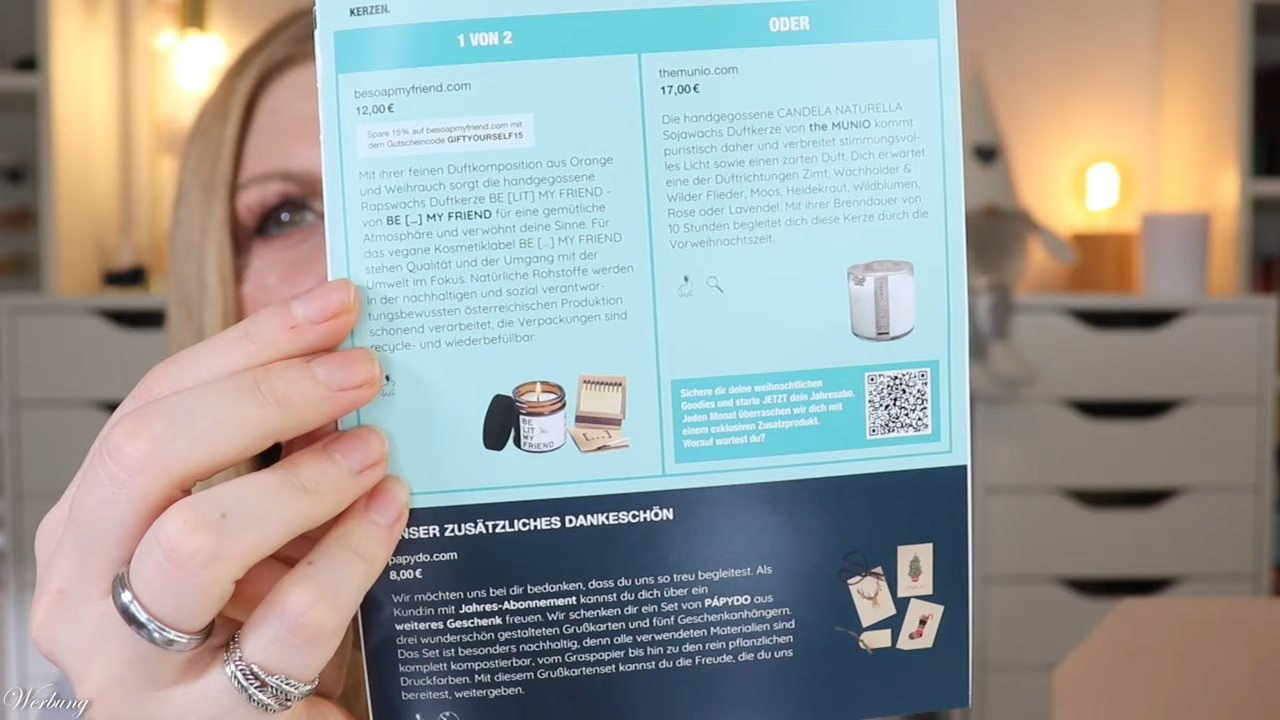 KERZEN.
1 VON 2
besoapmyfriend.com
12,00 €
Spare 15% auf besoapmyfriend.com mit
dem Gutscheincode GIFTYOURSELF15
Mit ihrer feinen Duftkomposition aus Orange
und Weihrauch sorgt die handgegossene
Rapswachs Duftkerze BE [LIT] MY FRIEND -
von BE [...] MY FRIEND für eine gemütliche
Atmosphäre und verwöhnt deine Sinne. Für
das vegane Kosmetiklabel BE [...] MY FRIEND
stehen Qualität und der Umgang mit der
Umwelt im Fokus. Natürliche Rohstoffe werden
in der nachhaltigen und sozial verantwor-
tungsbewussten österreichischen Produktion
schonend verarbeitet, die Verpackungen sind
recycle- und wiederbefüllbar.
BE
LIT
MY
FRIEND
[...]
ODER
themunio.com
17,00 €
Die handgegossene CANDELA NATURELLA
Sojawachs Duftkerze von the MUNIO kommt
puristisch daher und verbreitet stimmungsvol-
les Licht sowie einen zarten Duft. Dich erwartet
eine der Duftrichtungen Zimt, Wachholder &
Wilder Flieder, Moos, Heidekraut, Wildblumen,
Rose oder Lavendel. Mit ihrer Brenndauer von
10 Stunden begleitet dich diese Kerze durch die
Vorweihnachtszeit.
Sichere dir deine weihnachtlichen
Goodies und starte JETZT dein Jahresabo.
Jeden Monat überraschen wir dich mit
einem exklusiven Zusatzprodukt.
Worauf wartest du?
NSER ZUSÄTZLICHES DANKESCHÖN
papydo.com
8,00 €
Wir möchten uns bei dir bedanken, dass du uns so treu begleitest. Als
Kund:in mit Jahres-Abonnement kannst du dich über ein
weiteres Geschenk freuen. Wir schenken dir ein Set von PÁPYDO aus
drei wunderschön gestalteten Grußkarten und fünf Geschenkanhängern.
Das Set ist besonders nachhaltig, denn alle verwendeten Materialien sind
komplett kompostierbar, vom Graspapier bis hin zu den rein pflanzlichen
Druckfarben. Mit diesem Grußkartenset kannst du die Freude, die du uns
bereitest, weitergeben.
Werbung